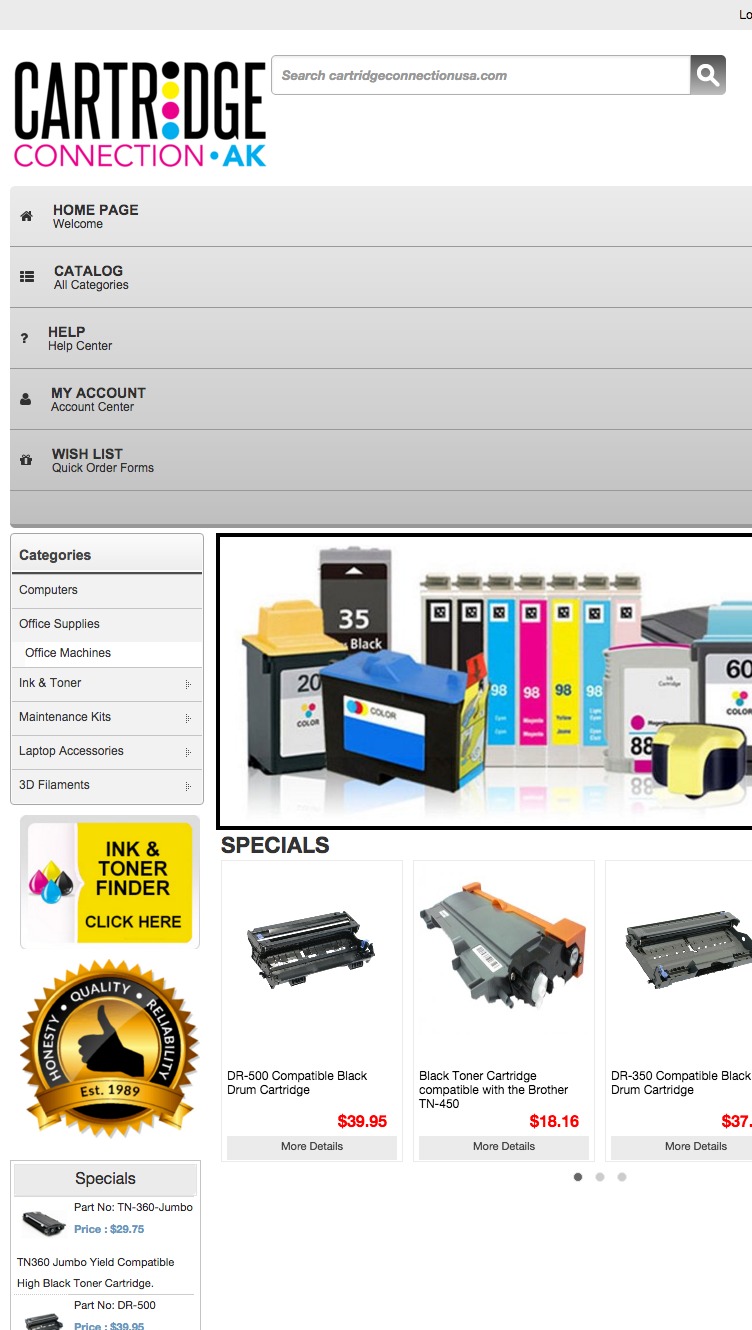 Lo
CARTRIDGE
CONNECTION • AK
Search cartridgeconnectionusa.com
HOME PAGE
Welcome
CATALOG
All Categories
? HELP
Help Center
MY ACCOUNT
Account Center
WISH LIST
Quick Order Forms
Categories
Computers
Office Supplies
Office Machines
Ink & Toner
Maintenance Kits
Laptop Accessories
3D Filaments
35
Black
20
COLOR
COLOR
98 98 98 98
Magenta
Ink
Cartridge
88
60
COLOR
INK &
TONER
FINDER
CLICK HERE
HONESTY • QUALITY • RELIABILITY
Est. 1989
SPECIALS
DR-500 Compatible Black
Drum Cartridge
$39.95
More Details
Black Toner Cartridge
compatible with the Brother
TN-450
$18.16
More Details
DR-350 Compatible Black
Drum Cartridge
$37.
More Details
Specials
Part No: TN-360-Jumbo
Price : $29.75
TN360 Jumbo Yield Compatible
High Black Toner Cartridge.
Part No: DR-500
Price : $39.95